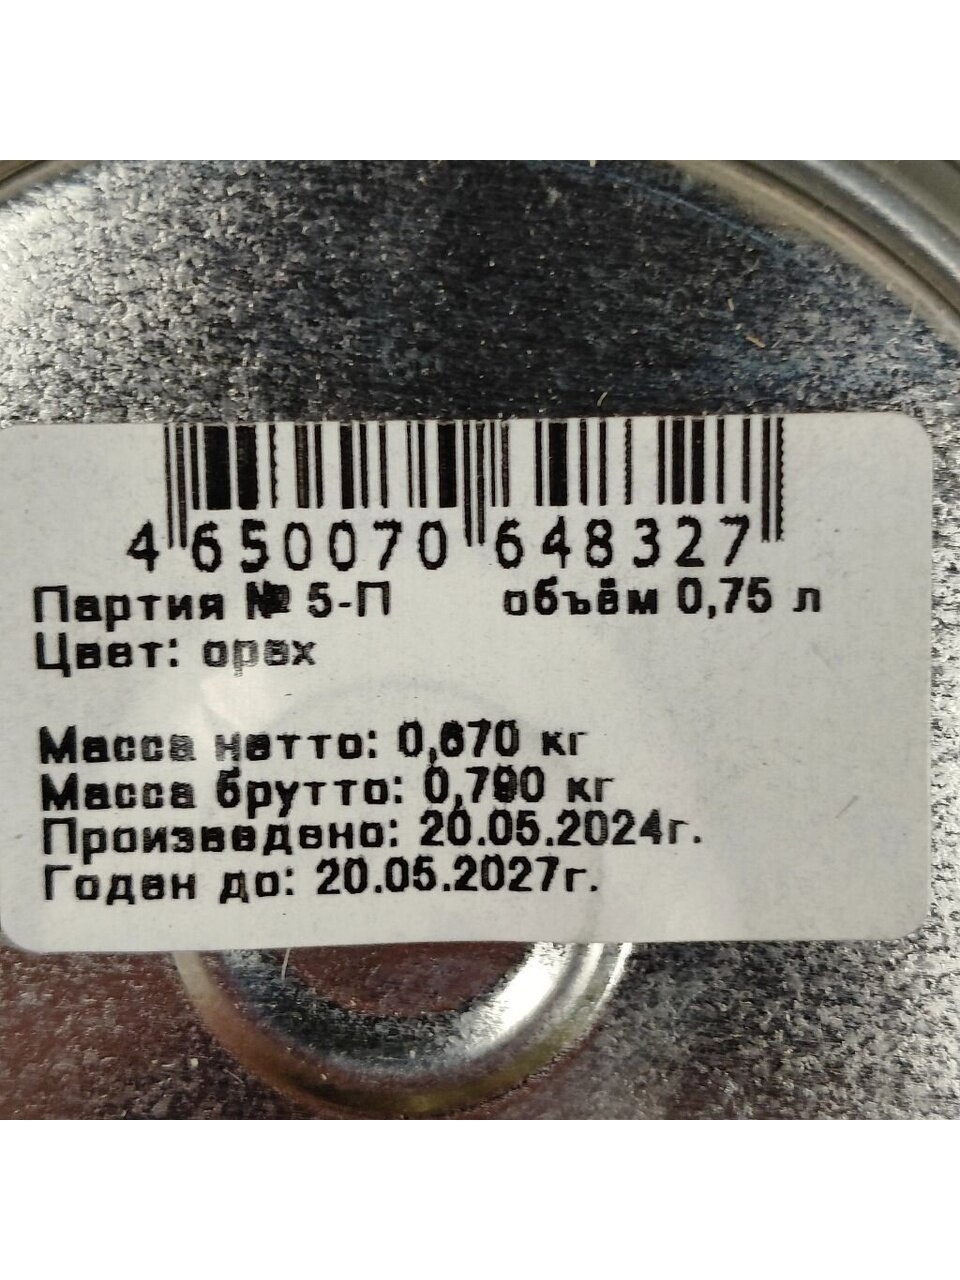 4 650070 648327
Партия № 5-П объём 0,75 л
Цвет: орех
Масса нетто: 0,670 кг
Масса брутто: 0,790 кг
Произведено: 20.05.2024г.
Годен до: 20.05.2027г.